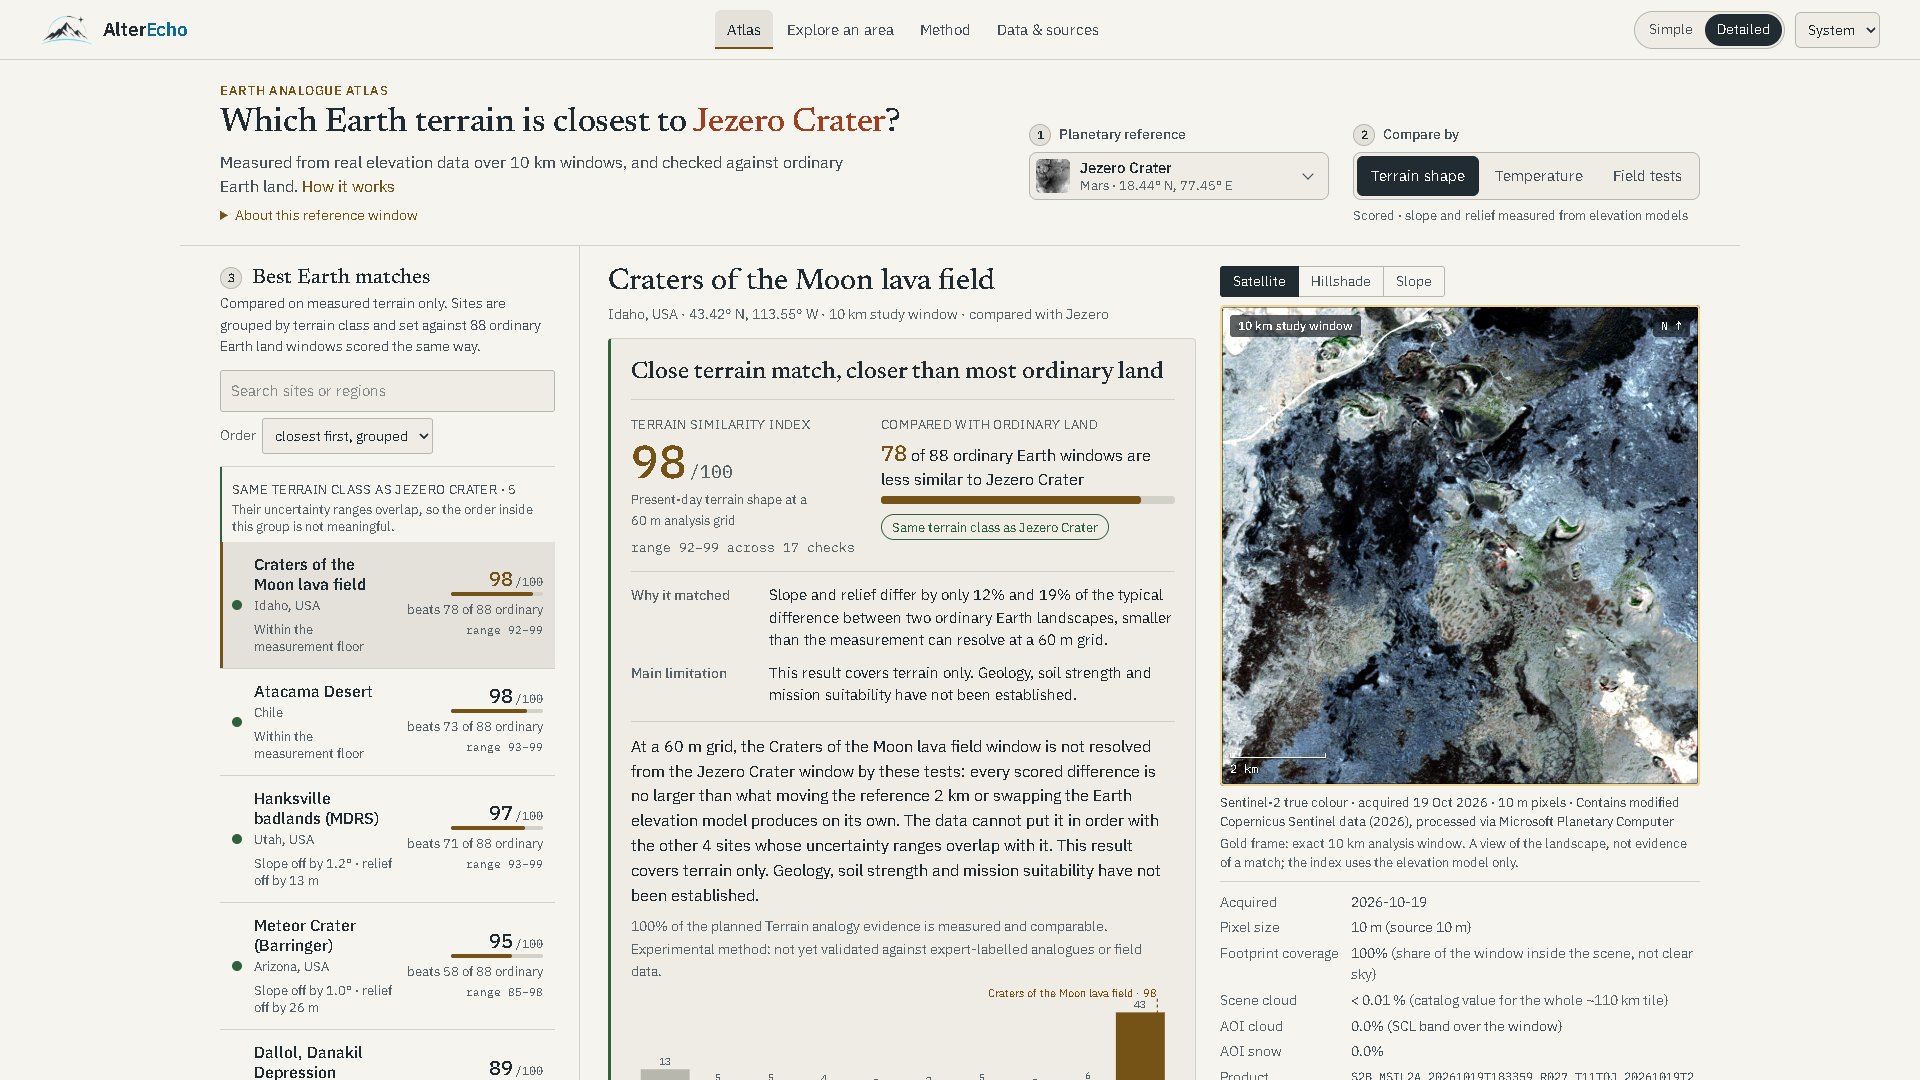 AlterEcho
Atlas
Explore an area
Method
Data & sources
Simple
Detailed
System
EARTH ANALOGUE ATLAS
Which Earth terrain is closest to Jezero Crater?
Measured from real elevation data over 10 km windows, and checked against ordinary
Earth land. How it works
About this reference window
1 Planetary reference
Jezero Crater
Mars · 18.44° N, 77.45° E
2 Compare by
Terrain shape
Temperature
Field tests
Scored · slope and relief measured from elevation models
3 Best Earth matches
Compared on measured terrain only. Sites are
grouped by terrain class and set against 88 ordinary
Earth land windows scored the same way.
Search sites or regions
Order closest first, grouped
SAME TERRAIN CLASS AS JEZERO CRATER · 5
Their uncertainty ranges overlap, so the order inside
this group is not meaningful.
Craters of the
Moon lava field
Idaho, USA
Within the
measurement floor
98/100
beats 78 of 88 ordinary
range 92–99
Atacama Desert
Chile
Within the
measurement floor
98/100
beats 73 of 88 ordinary
range 93–99
Hanksville
badlands (MDRS)
Utah, USA
Slope off by 1.2° · relief
off by 13 m
97/100
beats 71 of 88 ordinary
range 93–99
Meteor Crater
(Barringer)
Arizona, USA
Slope off by 1.0° · relief
off by 26 m
95/100
beats 58 of 88 ordinary
range 85–98
Dallol, Danakil
Depression
89/100
Craters of the Moon lava field
Idaho, USA · 43.42° N, 113.55° W · 10 km study window · compared with Jezero
Close terrain match, closer than most ordinary land
TERRAIN SIMILARITY INDEX
98/100
Present-day terrain shape at a
60 m analysis grid
range 92–99 across 17 checks
COMPARED WITH ORDINARY LAND
78 of 88 ordinary Earth windows are
less similar to Jezero Crater
Same terrain class as Jezero Crater
Why it matched
Slope and relief differ by only 12% and 19% of the typical
difference between two ordinary Earth landscapes, smaller
than the measurement can resolve at a 60 m grid.
Main limitation
This result covers terrain only. Geology, soil strength and
mission suitability have not been established.
At a 60 m grid, the Craters of the Moon lava field window is not resolved
from the Jezero Crater window by these tests: every scored difference is
no larger than what moving the reference 2 km or swapping the Earth
elevation model produces on its own. The data cannot put it in order with
the other 4 sites whose uncertainty ranges overlap with it. This result
covers terrain only. Geology, soil strength and mission suitability have not
been established.
100% of the planned Terrain analogy evidence is measured and comparable.
Experimental method: not yet validated against expert-labelled analogues or field
data.
Craters of the Moon lava field · 98
43
13
Satellite
Hillshade
Slope
10 km study window
N ↑
2 km
Sentinel-2 true colour · acquired 19 Oct 2026 · 10 m pixels · Contains modified
Copernicus Sentinel data (2026), processed via Microsoft Planetary Computer
Gold frame: exact 10 km analysis window. A view of the landscape, not evidence
of a match; the index uses the elevation model only.
Acquired 2026-10-19
Pixel size 10 m (source 10 m)
Footprint coverage 100% (share of the window inside the scene, not clear
sky)
Scene cloud < 0.01 % (catalog value for the whole ~110 km tile)
AOI cloud 0.0% (SCL band over the window)
AOI snow 0.0%
Product S2B_MSIL2A_20261019T183359_R027_T11TQJ_20261019T2